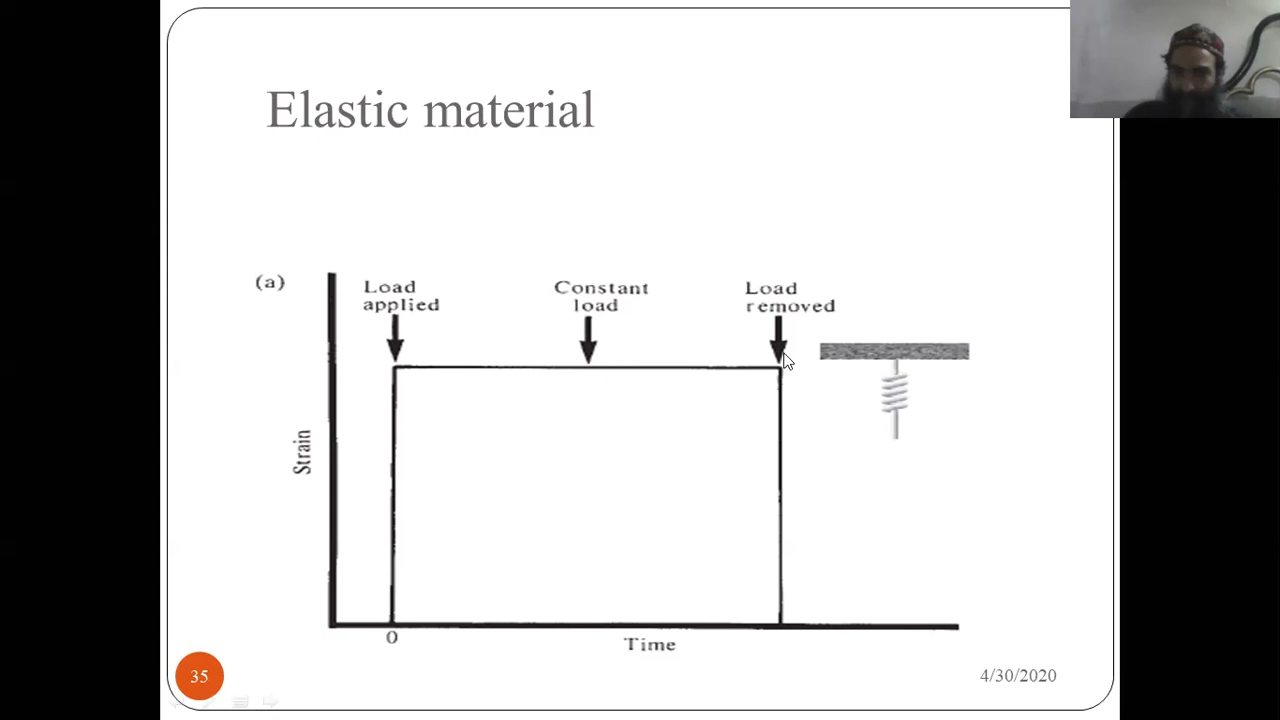 Elastic material
(a)
Load
applied
Constant
load
Load
removed
Strain
0
Time
35
4/30/2020